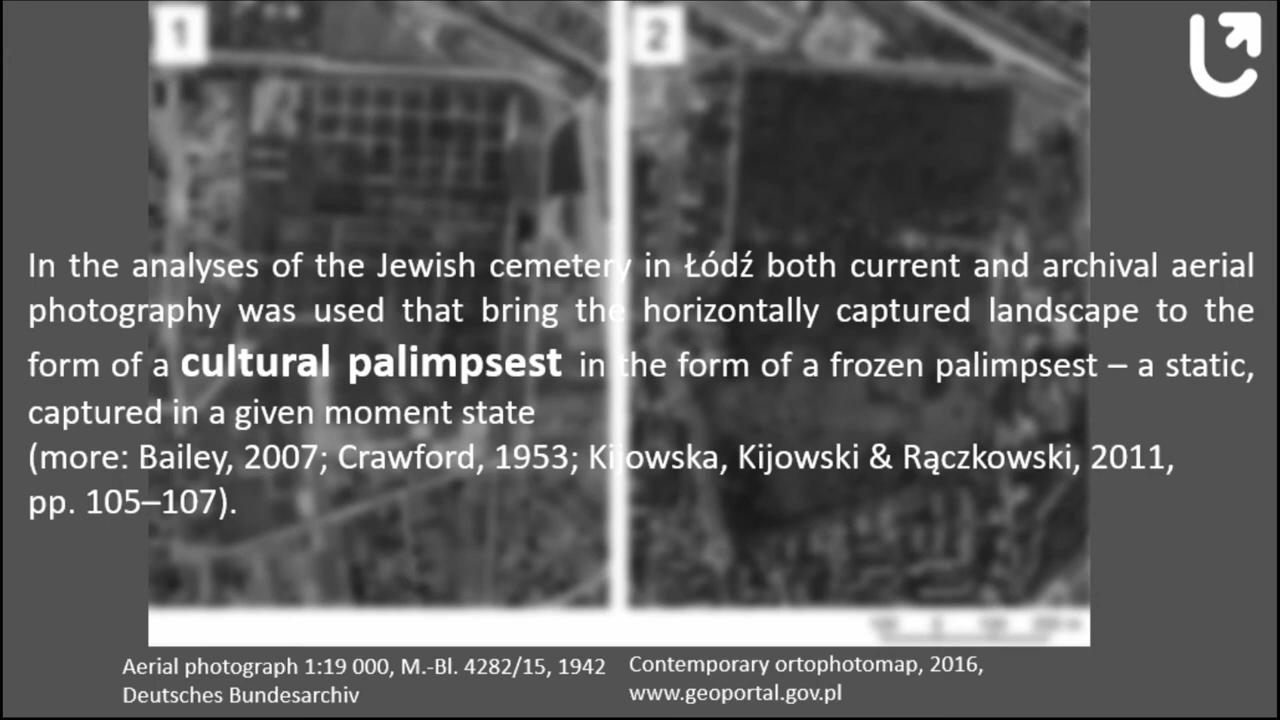 1
2
In the analyses of the Jewish cemetery in Łódź both current and archival aerial
photography was used that bring the horizontally captured landscape to the
form of a cultural palimpsest in the form of a frozen palimpsest – a static,
captured in a given moment state
(more: Bailey, 2007; Crawford, 1953; Kijowska, Kijowski & Rączkowski, 2011,
pp. 105–107).
Aerial photograph 1:19 000, M.-Bl. 4282/15, 1942
Deutsches Bundesarchiv
Contemporary ortophotomap, 2016,
www.geoportal.gov.pl